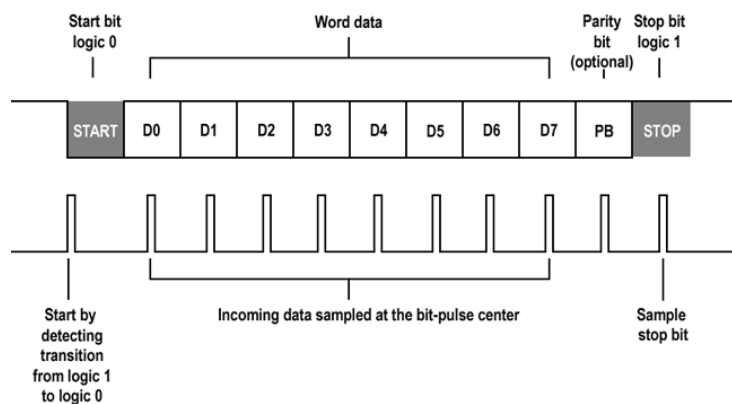 Start bit
logic 0
Word data
Parity
bit
(optional)
Stop bit
logic 1
START D0 D1 D2 D3 D4 D5 D6 D7 PB STOP
Start by
detecting
transition
from logic 1
to logic 0
Incoming data sampled at the bit-pulse center
Sample
stop bit